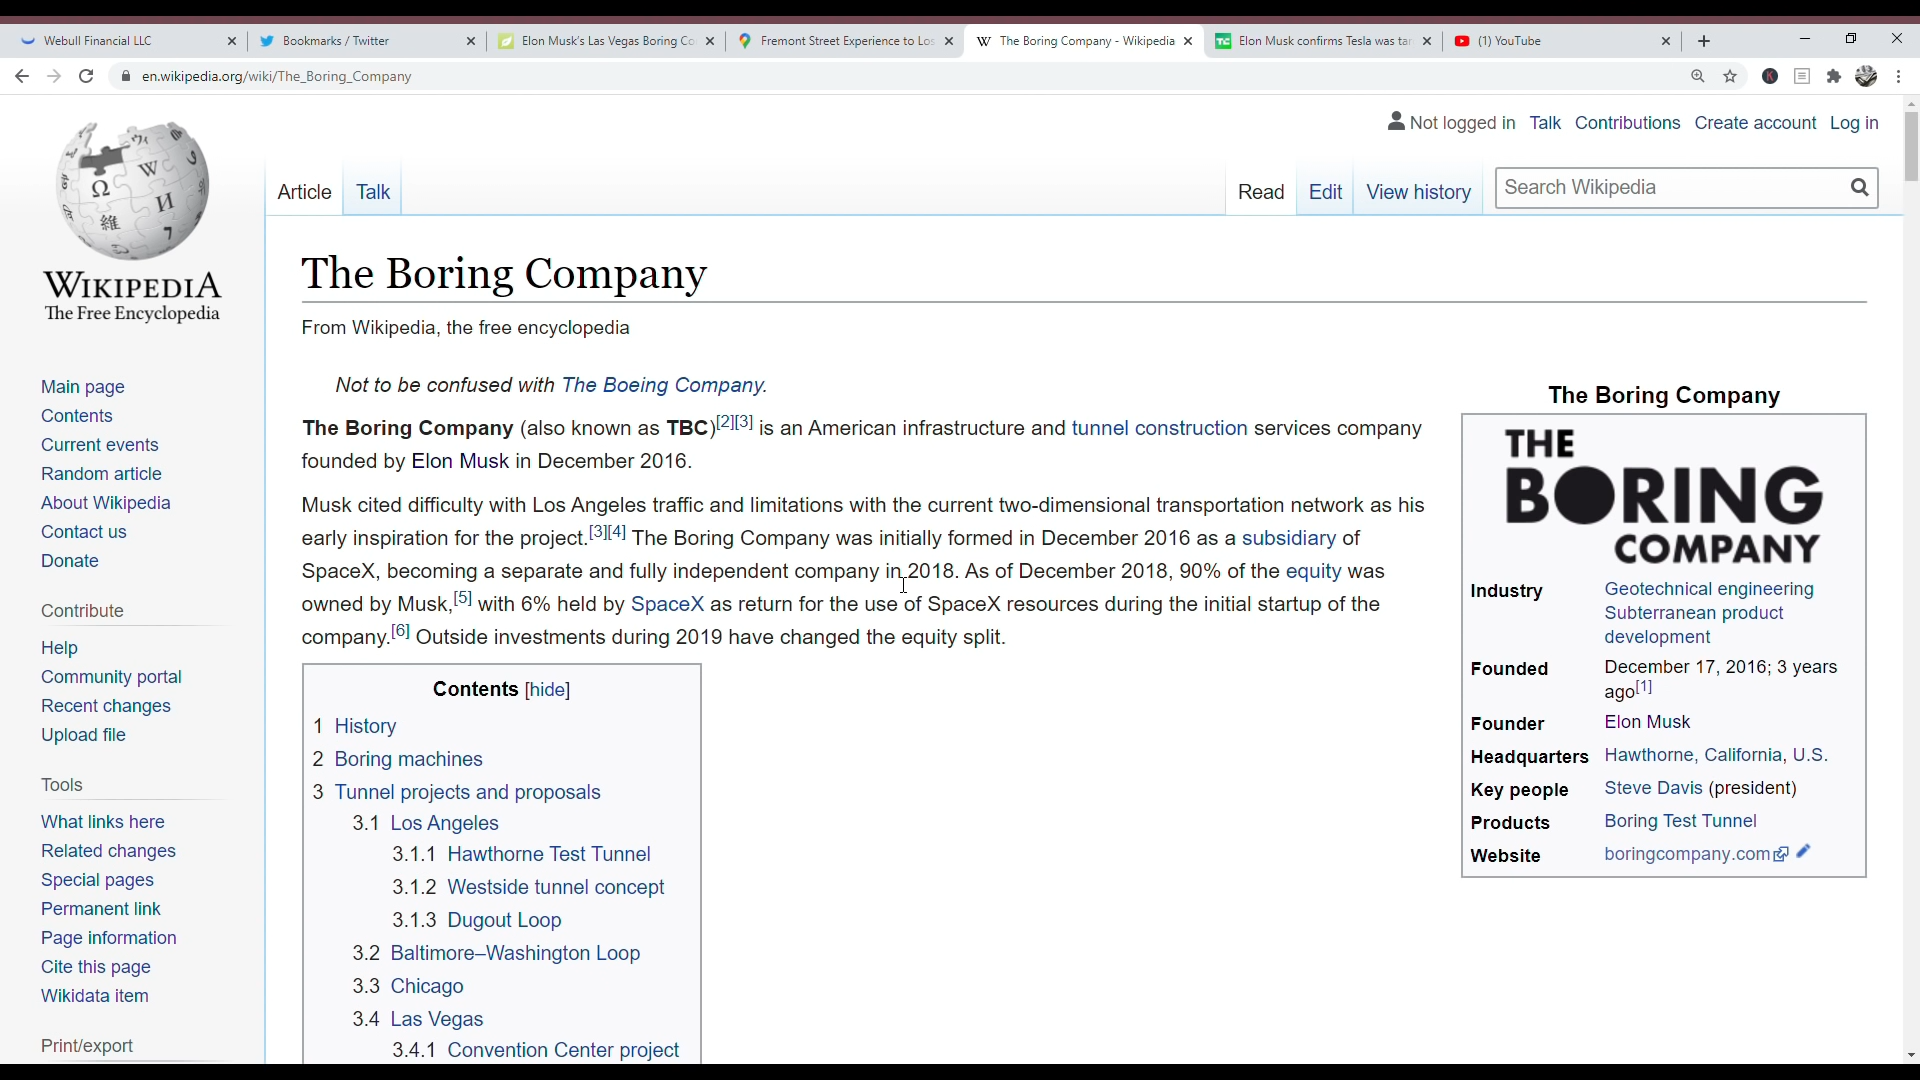 Webull Financial LLC
Bookmarks / Twitter
Elon Musk's Las Vegas Boring Co
Fremont Street Experience to Los
The Boring Company - Wikipedia
Elon Musk confirms Tesla was tar
(1) YouTube
en.wikipedia.org/wiki/The_Boring_Company
Not logged in Talk Contributions Create account Log in
Article Talk Read Edit View history Search Wikipedia
WIKIPEDIA
The Free Encyclopedia
Main page
Contents
Current events
Random article
About Wikipedia
Contact us
Donate
Contribute
Help
Community portal
Recent changes
Upload file
Tools
What links here
Related changes
Special pages
Permanent link
Page information
Cite this page
Wikidata item
Print/export
The Boring Company
From Wikipedia, the free encyclopedia
Not to be confused with The Boeing Company.
The Boring Company (also known as TBC)[2][3] is an American infrastructure and tunnel construction services company
founded by Elon Musk in December 2016.
Musk cited difficulty with Los Angeles traffic and limitations with the current two-dimensional transportation network as his
early inspiration for the project.[3][4] The Boring Company was initially formed in December 2016 as a subsidiary of
SpaceX, becoming a separate and fully independent company in 2018. As of December 2018, 90% of the equity was
owned by Musk,[5] with 6% held by SpaceX as return for the use of SpaceX resources during the initial startup of the
company.[6] Outside investments during 2019 have changed the equity split.
Contents [hide]
1 History
2 Boring machines
3 Tunnel projects and proposals
3.1 Los Angeles
3.1.1 Hawthorne Test Tunnel
3.1.2 Westside tunnel concept
3.1.3 Dugout Loop
3.2 Baltimore–Washington Loop
3.3 Chicago
3.4 Las Vegas
3.4.1 Convention Center project
The Boring Company
THE
BORING
COMPANY
Industry Geotechnical engineering
Subterranean product
development
Founded December 17, 2016; 3 years
ago[1]
Founder Elon Musk
Headquarters Hawthorne, California, U.S.
Key people Steve Davis (president)
Products Boring Test Tunnel
Website boringcompany.com